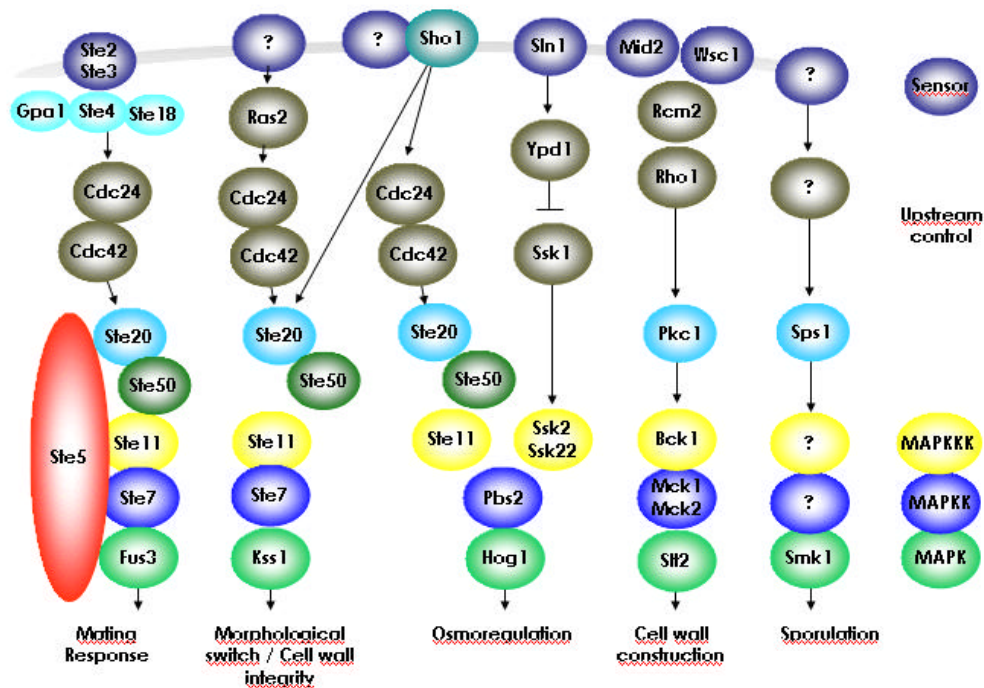 Ste2
Ste3
?
?
Sho1
Sln1
Mid2
Wsc1
?
Sensor
Gpa1
Ste4
Ste18
Ras2
Ypd1
Rcm2
Cdc24
Cdc24
Cdc24
Rho1
?
Upstream
control
Cdc42
Cdc42
Cdc42
Ssk1
Ste20
Ste20
Ste20
Pkc1
Sps1
Ste50
Ste50
Ste50
Ste5
Ste11
Ste11
Ste11
Ssk2
Ssk22
Bck1
?
MAPKKK
Ste7
Ste7
Pbs2
Mck1
Mck2
?
MAPKK
Fus3
Kss1
Hog1
Slt2
Smk1
MAPK
Mating
Response
Morphological
switch / Cell wall
integrity
Osmoregulation
Cell wall
construction
Sporulation